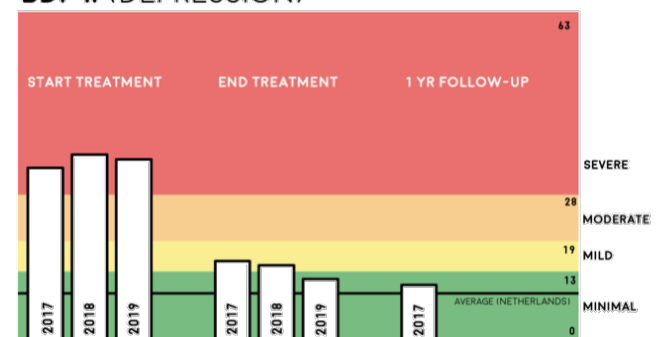 (DEPRESSION)
63
START TREATMENT
END TREATMENT
1 YR FOLLOW-UP
SEVERE
28
MODERATE
19
MILD
13
AVERAGE (NETHERLANDS)
MINIMAL
2017
2018
2019
2017
2018
2019
2017
0